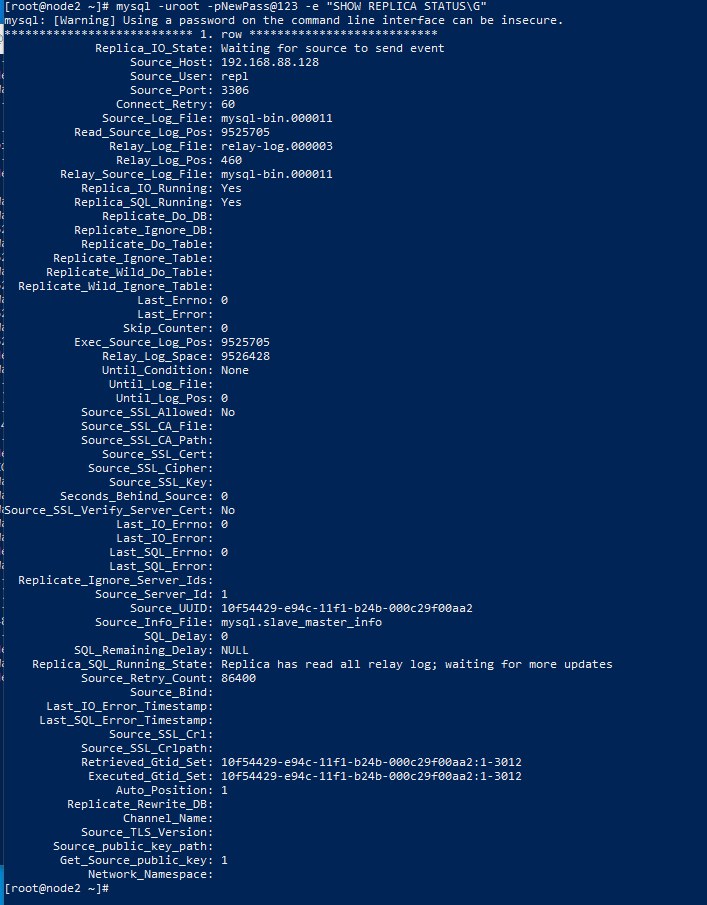 [root@node2 ~]# mysql -uroot -pNewPass@123 -e "SHOW REPLICA STATUS\G"
mysql: [Warning] Using a password on the command line interface can be insecure.
*************************** 1. row ***************************
Replica_IO_State: Waiting for source to send event
Source_Host: 192.168.88.128
Source_User: repl
Source_Port: 3306
Connect_Retry: 60
Source_Log_File: mysql-bin.000011
Read_Source_Log_Pos: 9525705
Relay_Log_File: relay-log.000003
Relay_Log_Pos: 460
Relay_Source_Log_File: mysql-bin.000011
Replica_IO_Running: Yes
Replica_SQL_Running: Yes
Replicate_Do_DB:
Replicate_Ignore_DB:
Replicate_Do_Table:
Replicate_Ignore_Table:
Replicate_Wild_Do_Table:
Replicate_Wild_Ignore_Table:
Last_Errno: 0
Last_Error:
Skip_Counter: 0
Exec_Source_Log_Pos: 9525705
Relay_Log_Space: 9526428
Until_Condition: None
Until_Log_File:
Until_Log_Pos: 0
Source_SSL_Allowed: No
Source_SSL_CA_File:
Source_SSL_CA_Path:
Source_SSL_Cert:
Source_SSL_Cipher:
Source_SSL_Key:
Seconds_Behind_Source: 0
Source_SSL_Verify_Server_Cert: No
Last_IO_Errno: 0
Last_IO_Error:
Last_SQL_Errno: 0
Last_SQL_Error:
Replicate_Ignore_Server_Ids:
Source_Server_Id: 1
Source_UUID: 10f54429-e94c-11f1-b24b-000c29f00aa2
Source_Info_File: mysql.slave_master_info
SQL_Delay: 0
SQL_Remaining_Delay: NULL
Replica_SQL_Running_State: Replica has read all relay log; waiting for more updates
Source_Retry_Count: 86400
Source_Bind:
Last_IO_Error_Timestamp:
Last_SQL_Error_Timestamp:
Source_SSL_Crl:
Source_SSL_Crlpath:
Retrieved_Gtid_Set: 10f54429-e94c-11f1-b24b-000c29f00aa2:1-3012
Executed_Gtid_Set: 10f54429-e94c-11f1-b24b-000c29f00aa2:1-3012
Auto_Position: 1
Replicate_Rewrite_DB:
Channel_Name:
Source_TLS_Version:
Source_public_key_path:
Get_Source_public_key: 1
Network_Namespace:
[root@node2 ~]#